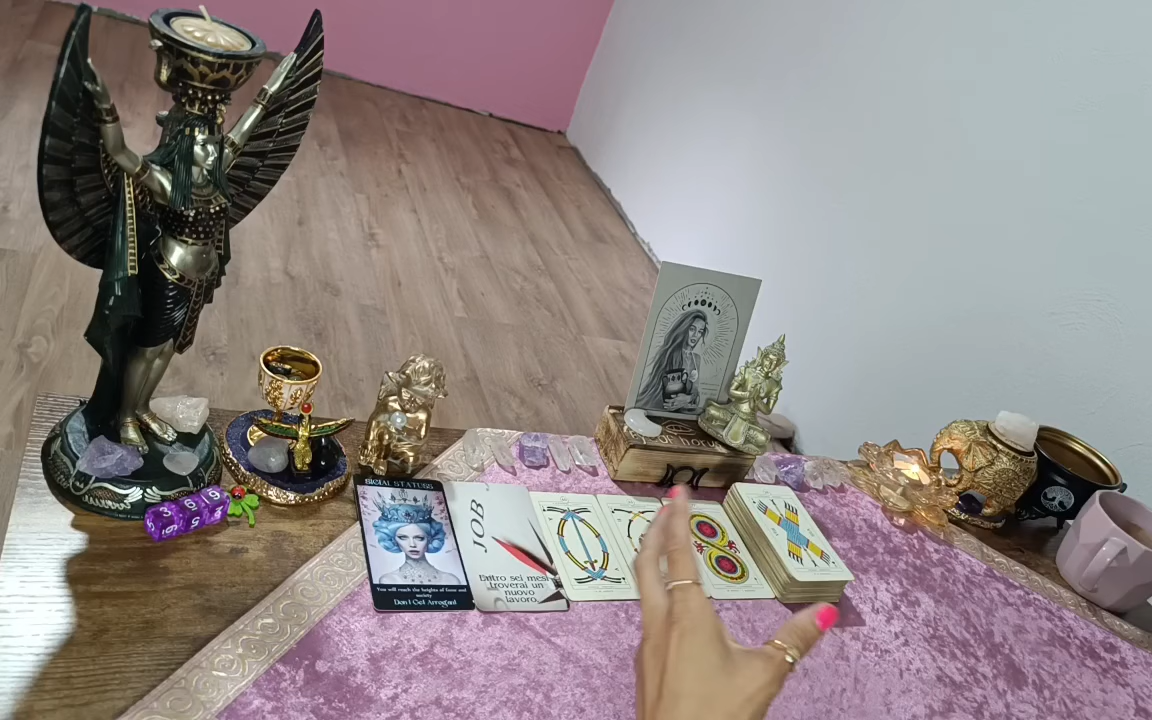 SOCIAL STATUSS
You will reach the heights of fame and
society
Don't Get Arrogant
JOB
Entro sei mesi
troverai un
nuovo
lavoro.